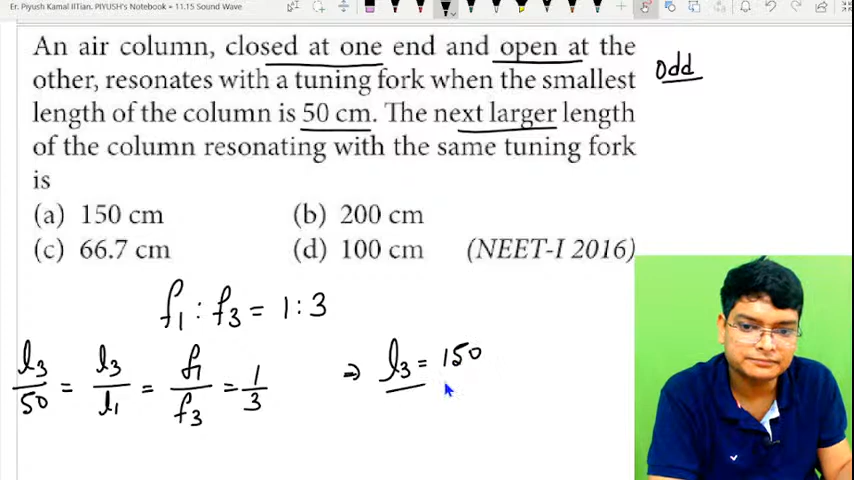 Er. Piyush Kamal IITian. PIYUSH's Notebook = 11.15 Sound Wave
An air column, closed at one end and open at the
other, resonates with a tuning fork when the smallest
length of the column is 50 cm. The next larger length
of the column resonating with the same tuning fork
is
(a) 150 cm (b) 200 cm
(c) 66.7 cm (d) 100 cm (NEET-I 2016)
odd
f₁ : f₃ = 1:3
l₃/50 = l₃/l₁ = f₁/f₃ = 1/3 ⇒ l₃ = 150